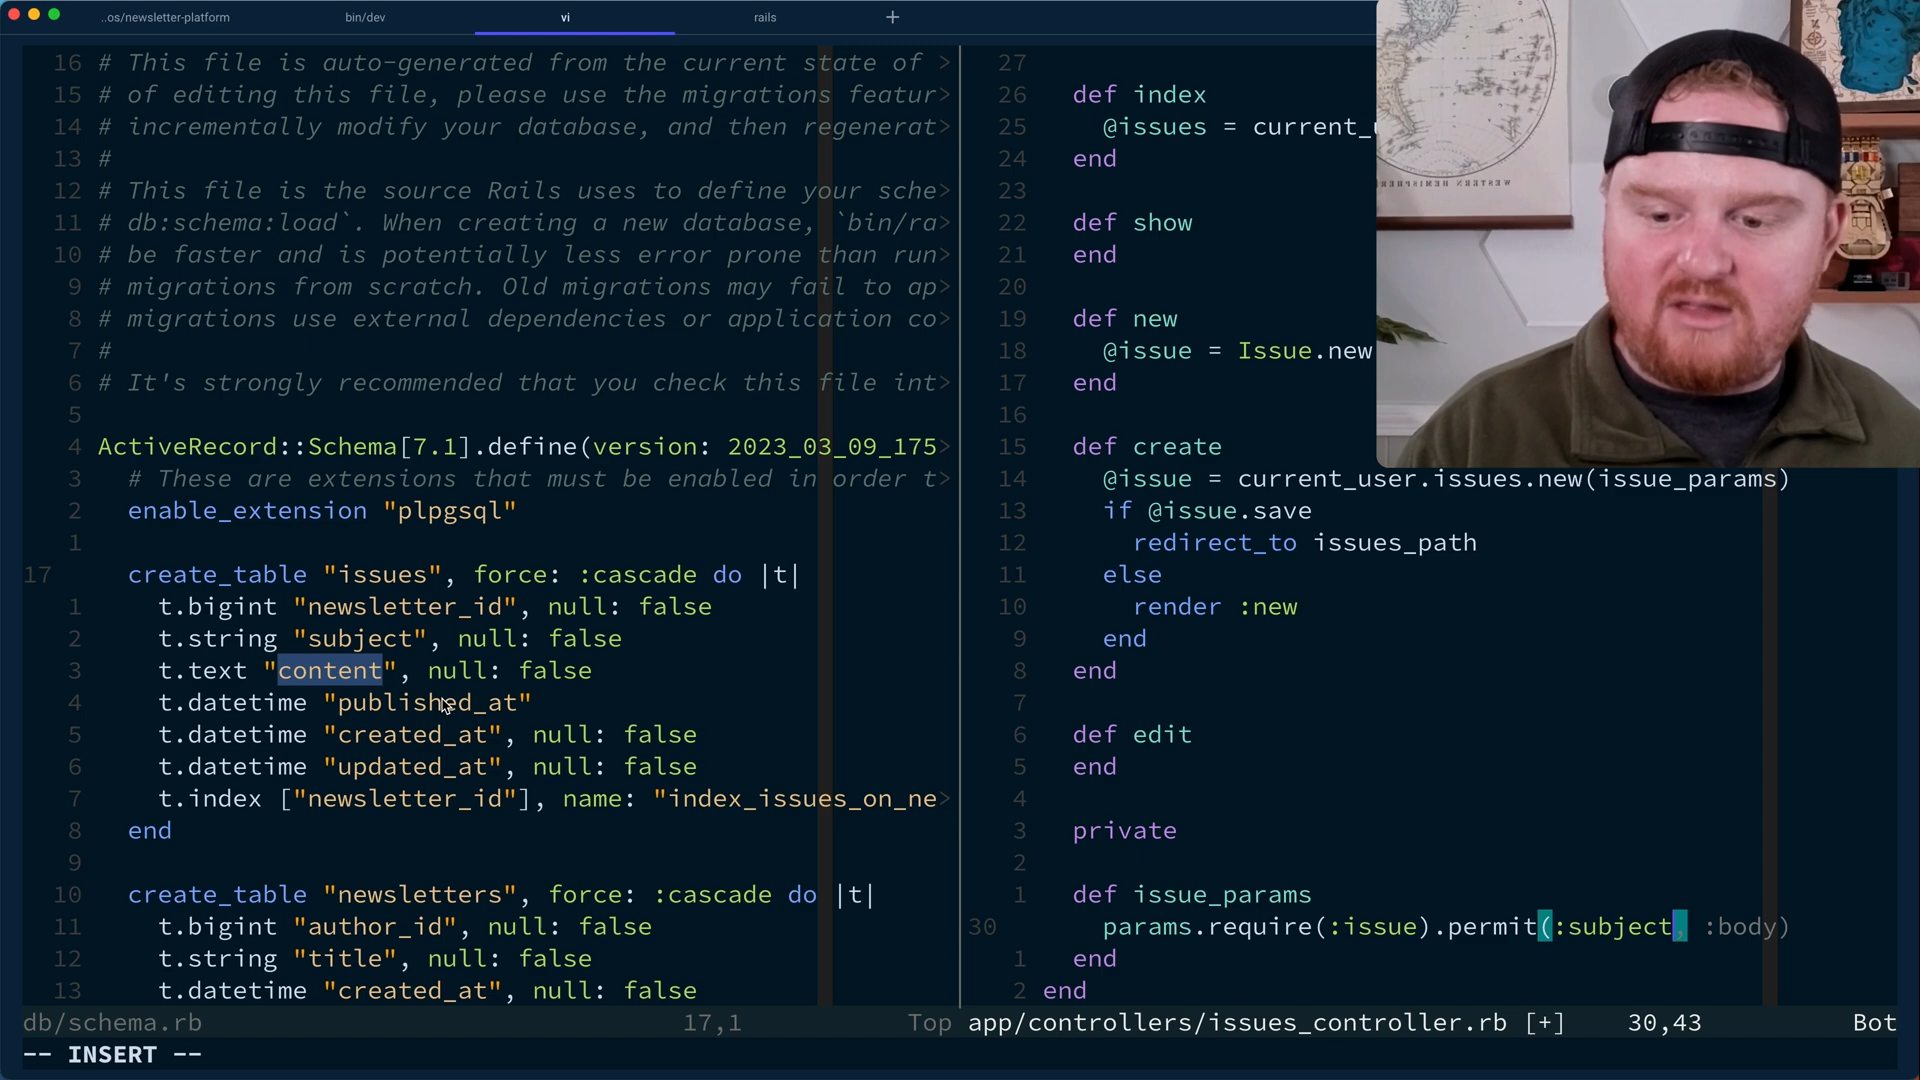 ..os/newsletter-platform
bin/dev
vi
rails
+
16 # This file is auto-generated from the current state of >
15 # of editing this file, please use the migrations featur>
14 # incrementally modify your database, and then regenerat>
13 #
12 # This file is the source Rails uses to define your sche>
11 # db:schema:load`. When creating a new database, `bin/ra>
10 # be faster and is potentially less error prone than run>
9 # migrations from scratch. Old migrations may fail to ap>
8 # migrations use external dependencies or application co>
7 #
6 # It's strongly recommended that you check this file int>
5
4 ActiveRecord::Schema[7.1].define(version: 2023_03_09_175>
3   # These are extensions that must be enabled in order t>
2   enable_extension "plpgsql"
1
17   create_table "issues", force: :cascade do |t|
1     t.bigint "newsletter_id", null: false
2     t.string "subject", null: false
3     t.text "content", null: false
4     t.datetime "published_at"
5     t.datetime "created_at", null: false
6     t.datetime "updated_at", null: false
7     t.index ["newsletter_id"], name: "index_issues_on_ne>
8   end
9
10   create_table "newsletters", force: :cascade do |t|
11     t.bigint "author_id", null: false
12     t.string "title", null: false
13     t.datetime "created_at", null: false
db/schema.rb 17,1 Top
27
26   def index
25     @issues = current_
24   end
23
22   def show
21   end
20
19   def new
18     @issue = Issue.new
17   end
16
15   def create
14     @issue = current_user.issues.new(issue_params)
13     if @issue.save
12       redirect_to issues_path
11     else
10       render :new
9     end
8   end
7
6   def edit
5   end
4
3   private
2
1   def issue_params
30     params.require(:issue).permit(:subject, :body)
1   end
2 end
app/controllers/issues_controller.rb [+] 30,43 Bot
-- INSERT --
WESTERN HEMISPHERE